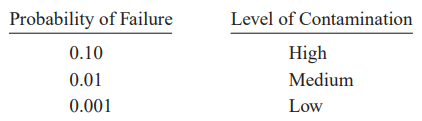 Probability of Failure Level of Contamination
0.10 High
0.01 Medium
0.001 Low